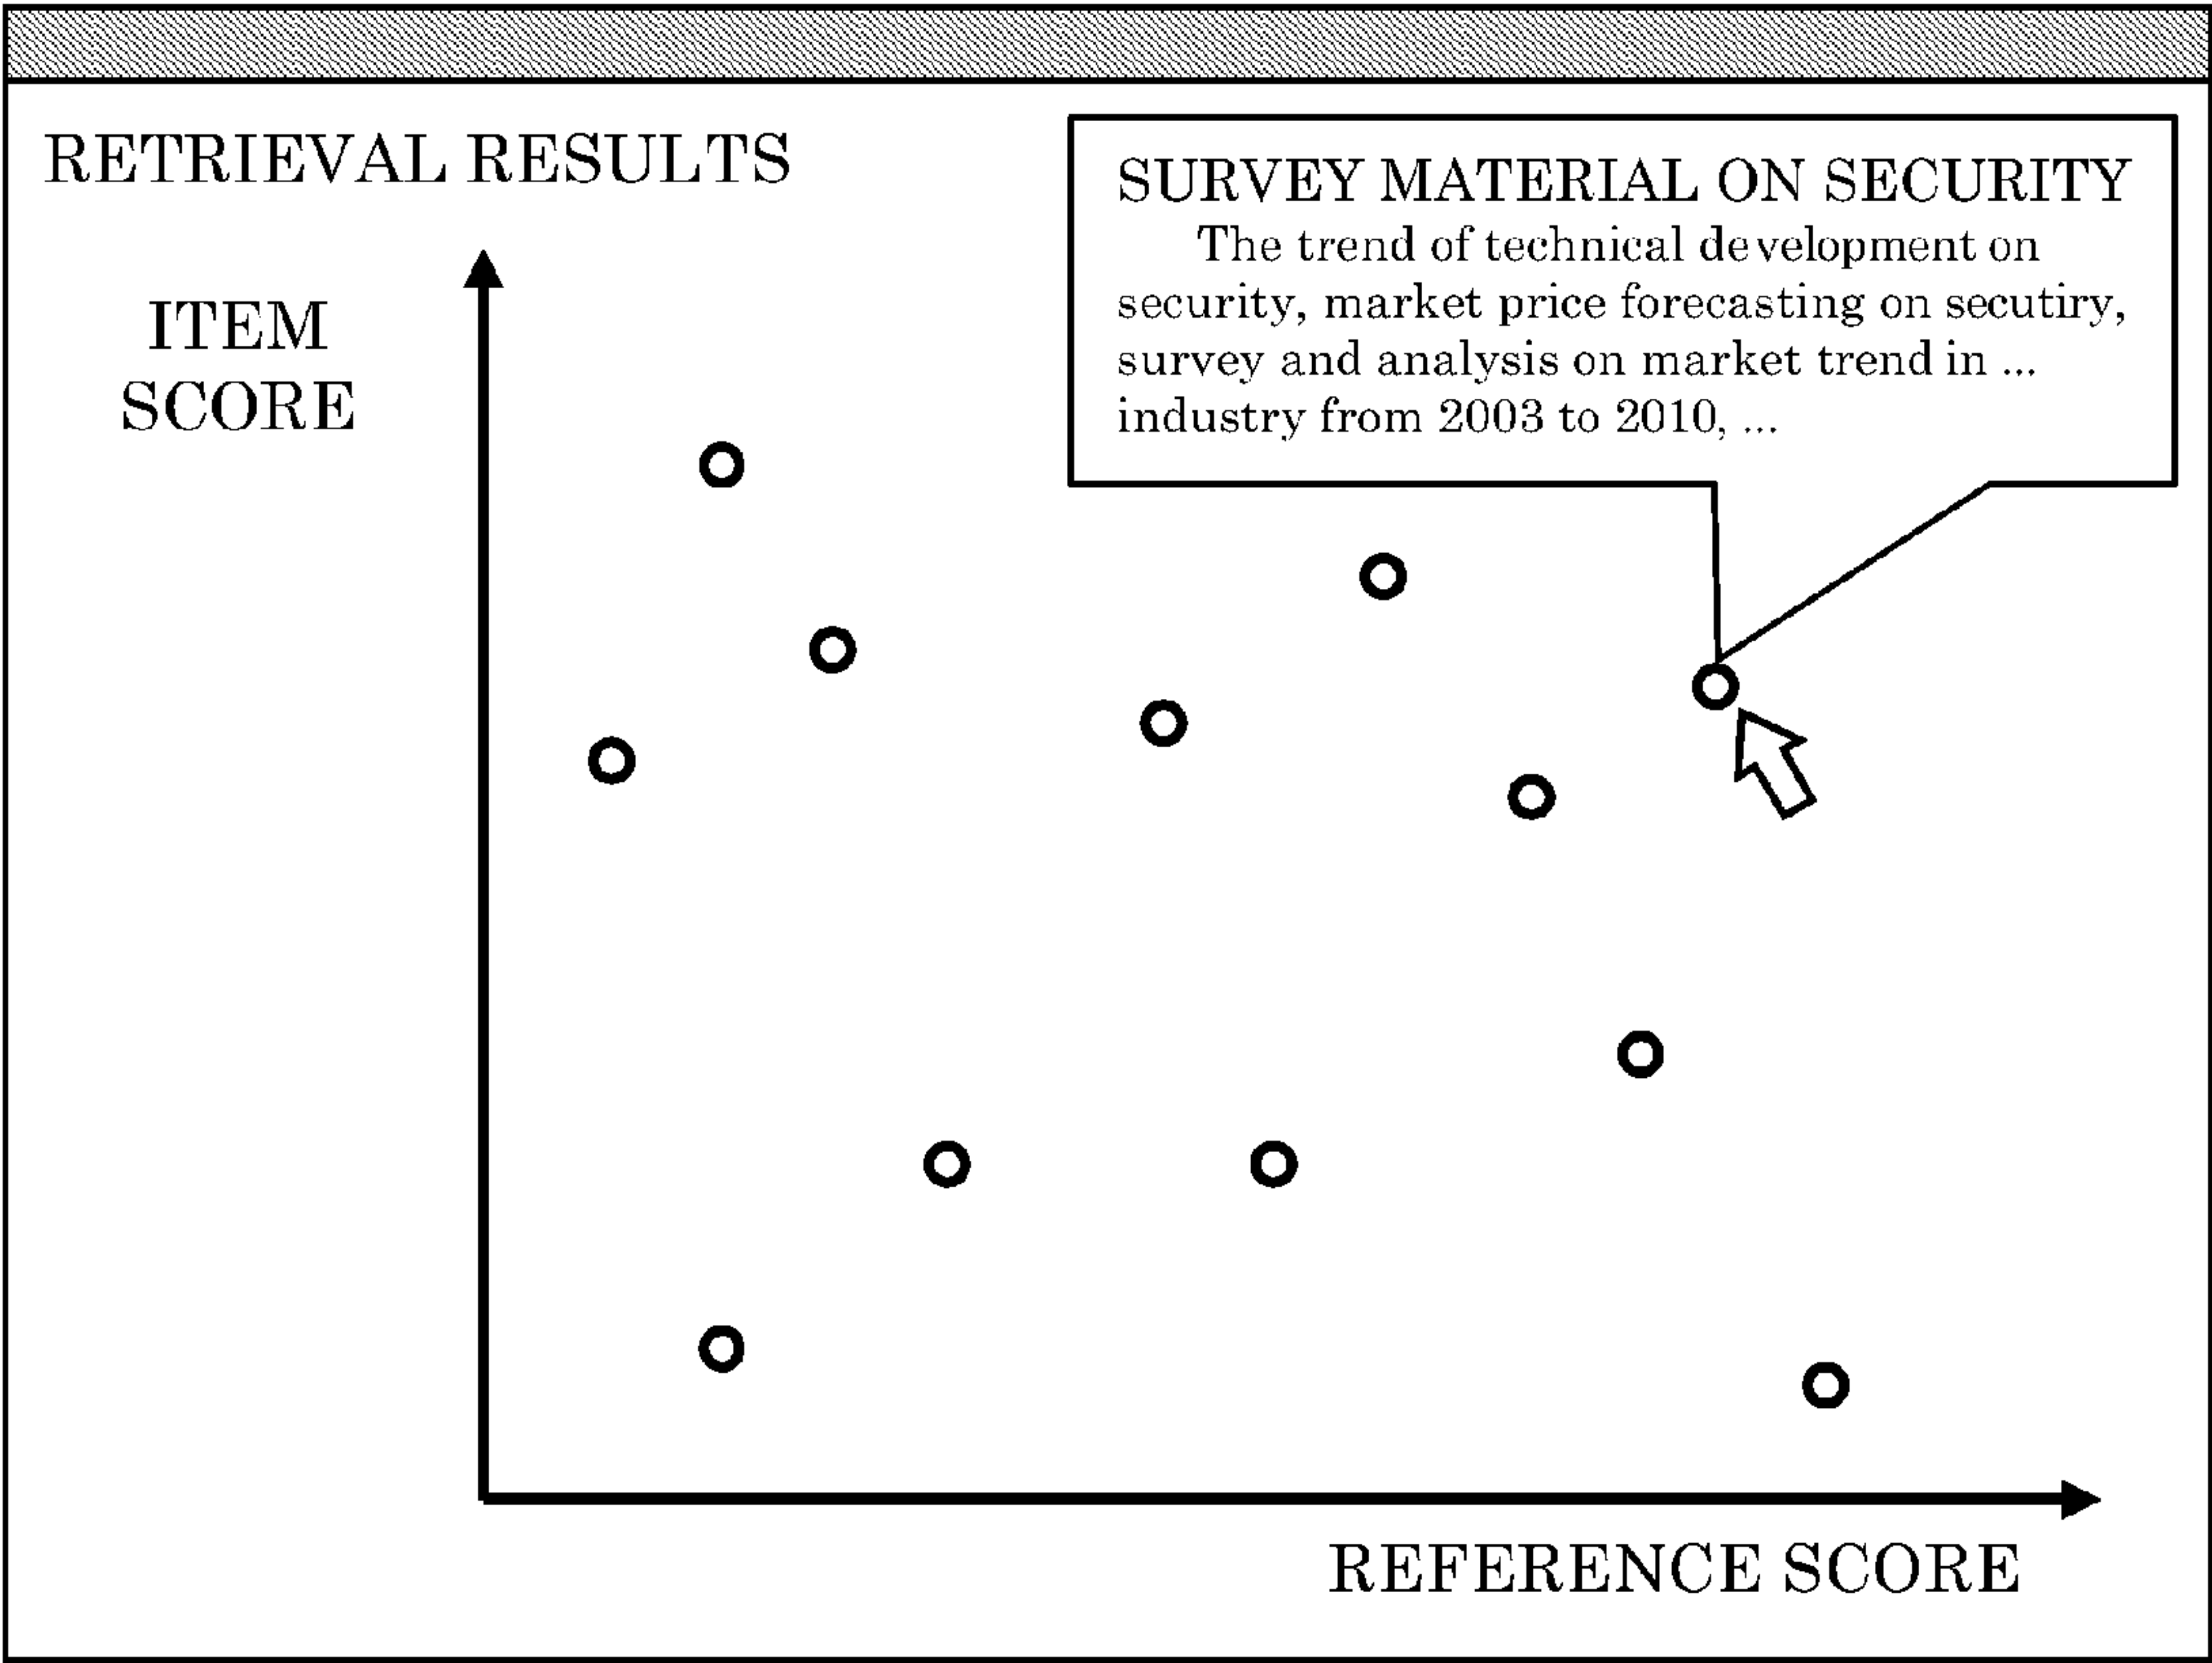 RETRIEVAL RESULTS
SURVEY MATERIAL ON SECURITY
The trend of technical development on
security, market price forecasting on secutiry,
survey and analysis on market trend in ...
industry from 2003 to 2010, ...
ITEM
SCORE
REFERENCE SCORE